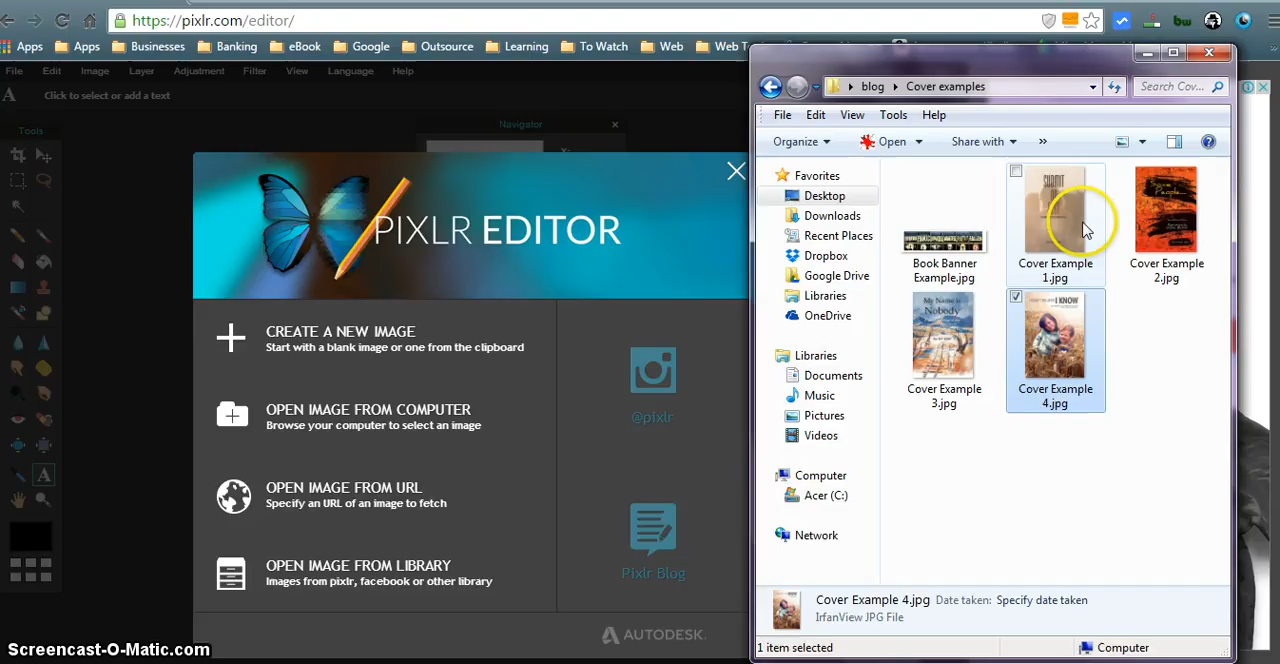 https://pixlr.com/editor/
bw
Apps Apps Businesses Banking eBook Google Outsource Learning To Watch Web Web
File Edit Image Layer Adjustment Filter View Language Help
A Click to select or add a text
Tools
Navigator
A
PIXLR EDITOR
CREATE A NEW IMAGE
Start with a blank image or one from the clipboard
OPEN IMAGE FROM COMPUTER
Browse your computer to select an image
OPEN IMAGE FROM URL
Specify an URL of an image to fetch
OPEN IMAGE FROM LIBRARY
Images from pixlr, facebook or other library
@pixlr
Pixlr Blog
AUTODESK.
blog Cover examples
Search Cov...
File Edit View Tools Help
Organize Open Share with »
Favorites
Desktop
Downloads
Recent Places
Dropbox
Google Drive
Libraries
OneDrive
Libraries
Documents
Music
Pictures
Videos
Computer
Acer (C:)
Network
Book Banner
Example.jpg
SUBMIT
Cover Example
1.jpg
Save
People
Cover Example
2.jpg
My Name is
Nobody
Cover Example
3.jpg
I KNOW
Cover Example
4.jpg
Cover Example 4.jpg Date taken: Specify date taken
IrfanView JPG File
1 item selected
Computer
Screencast-O-Matic.com